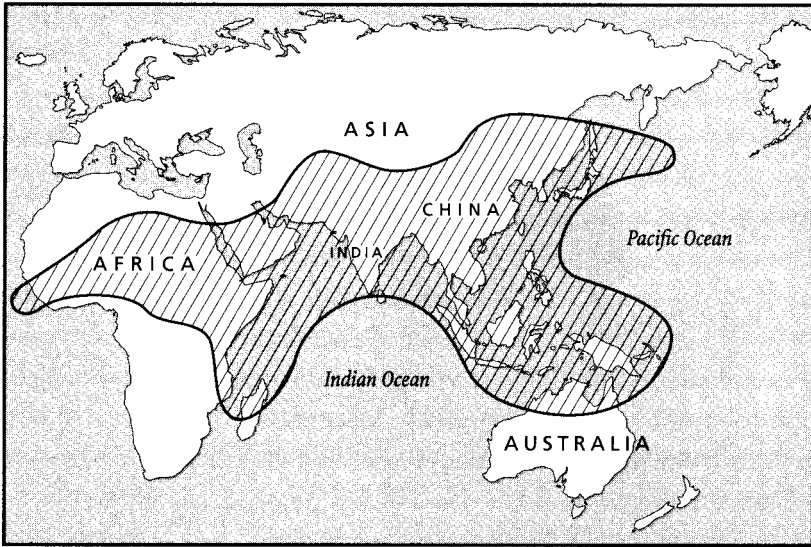 ASIA
CHINA
Pacific Ocean
INDIA
AFRICA
Indian Ocean
AUSTRALIA